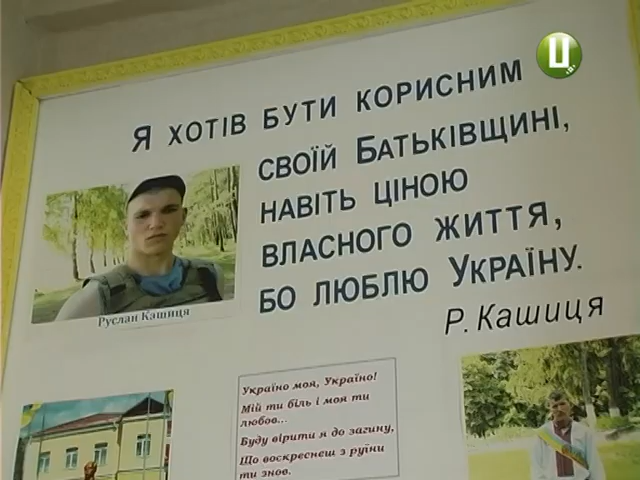 Ц
Я ХОТІВ БУТИ КОРИСНИМ
СВОЇЙ БАТЬКІВЩИНІ,
НАВІТЬ ЦІНОЮ
ВЛАСНОГО ЖИТТЯ,
БО ЛЮБЛЮ УКРАЇНУ.
Р. Кашиця
Руслан Кашиця
Україно моя, Україно!
Мій ти біль і моя ти
любов...
Буду вірити я до загину,
Що воскреснеш з руїни
ти знов.